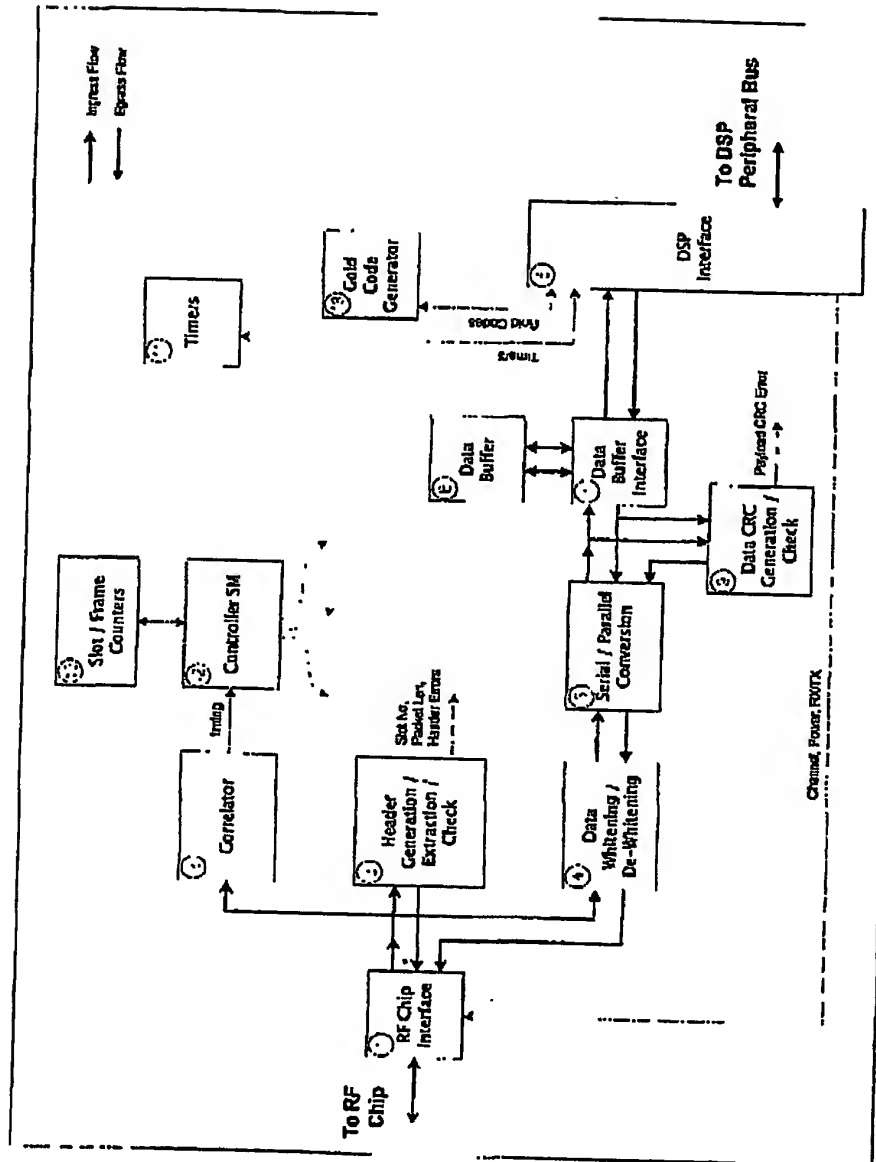 Ingress Flow
Egress Flow
Timers
Gold
Code
Generator
To DSP
Peripheral Bus
DSP
Interface
Gold Codes
Timers
Slot / Frame
Counters
Controller SM
timing
Correlator
Data
Buffer
Data
Buffer
Interface
Payload CRC Error
Data CRC
Generation /
Check
Serial / Parallel
Conversion
5
Slot No,
Packet Len,
Header Errors
Header
Generation /
Extraction /
Check
Data
Whitening /
De-Whitening
4
Channel, Power, RX/TX
RF Chip
Interface
To RF
Chip